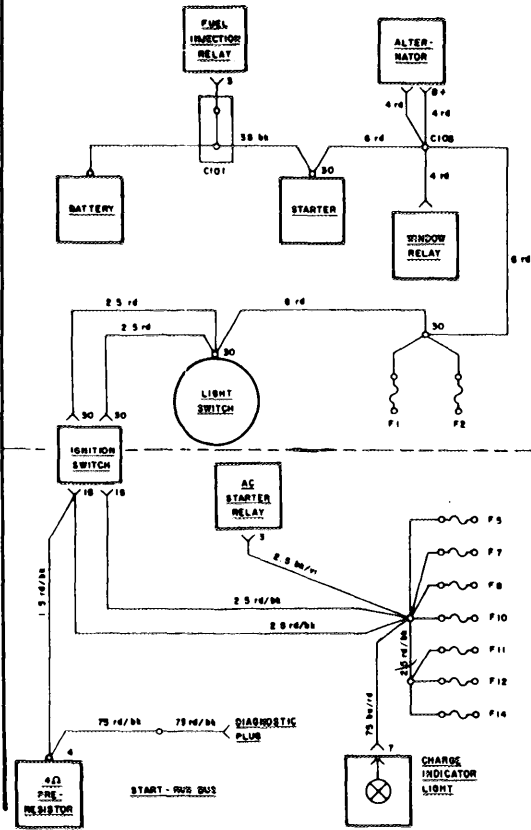 FUEL
INJECTION
RELAY
3
ALTER-
NATOR
B+
4 rd
4 rd
C101
38 bk
6 rd
C108
30
BATTERY
STARTER
4 rd
WINDOW
RELAY
6 rd
2.5 rd
2.5 rd
6 rd
30
30
LIGHT
SWITCH
F1
F2
30
30
IGNITION
SWITCH
15
15
AC
STARTER
RELAY
3
F5
F7
F8
F10
F11
F12
F14
1.5 rd/bk
2.5 rd/bk
2.5 rd/bk
2.5 rd/bk
.75 rd/bk
.75 rd/bk
DIAGNOSTIC
PLUG
4
4Ω
PRE-
RESISTOR
START-RUN BUS
7
CHARGE
INDICATOR
LIGHT